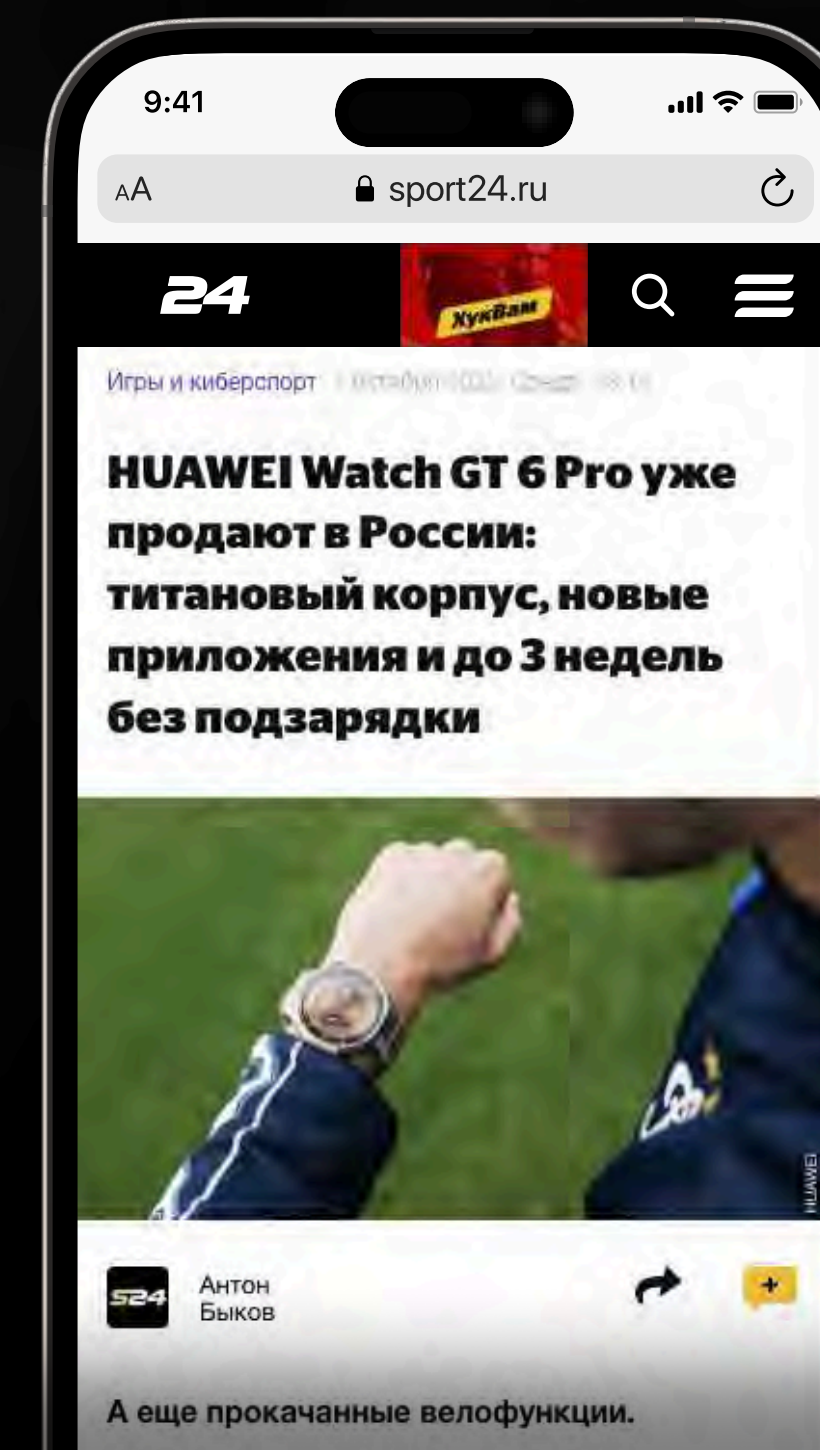 9:41
AA
sport24.ru
24
ХукВам
Игры и киберспорт
HUAWEI Watch GT 6 Pro уже
продают в России:
титановый корпус, новые
приложения и до 3 недель
без подзарядки
HUAWEI
S24
Антон
Быков
А еще прокачанные велофункции.